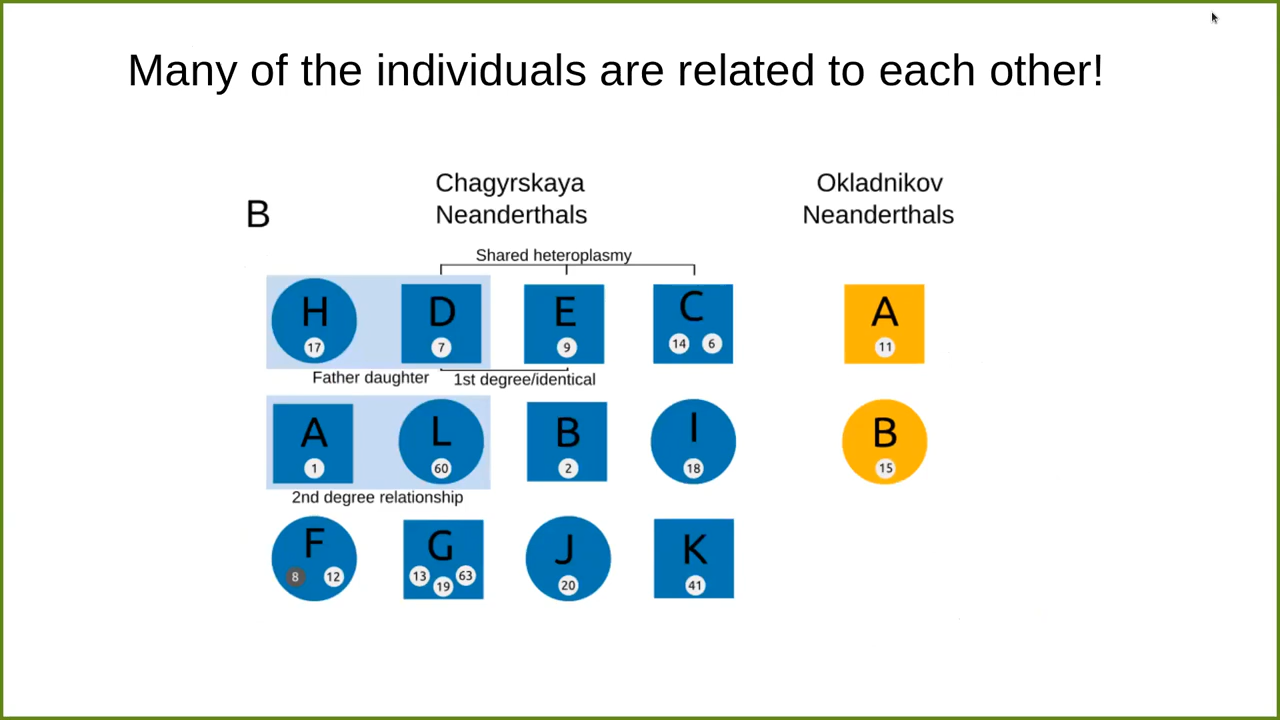 Many of the individuals are related to each other!
Chagyrskaya
Neanderthals
Okladnikov
Neanderthals
B
Shared heteroplasmy
H
17
D
7
E
9
C
14 6
A
11
Father daughter
1st degree/identical
A
1
L
60
B
2
I
18
B
15
2nd degree relationship
F
8 12
G
13 19 63
J
20
K
41